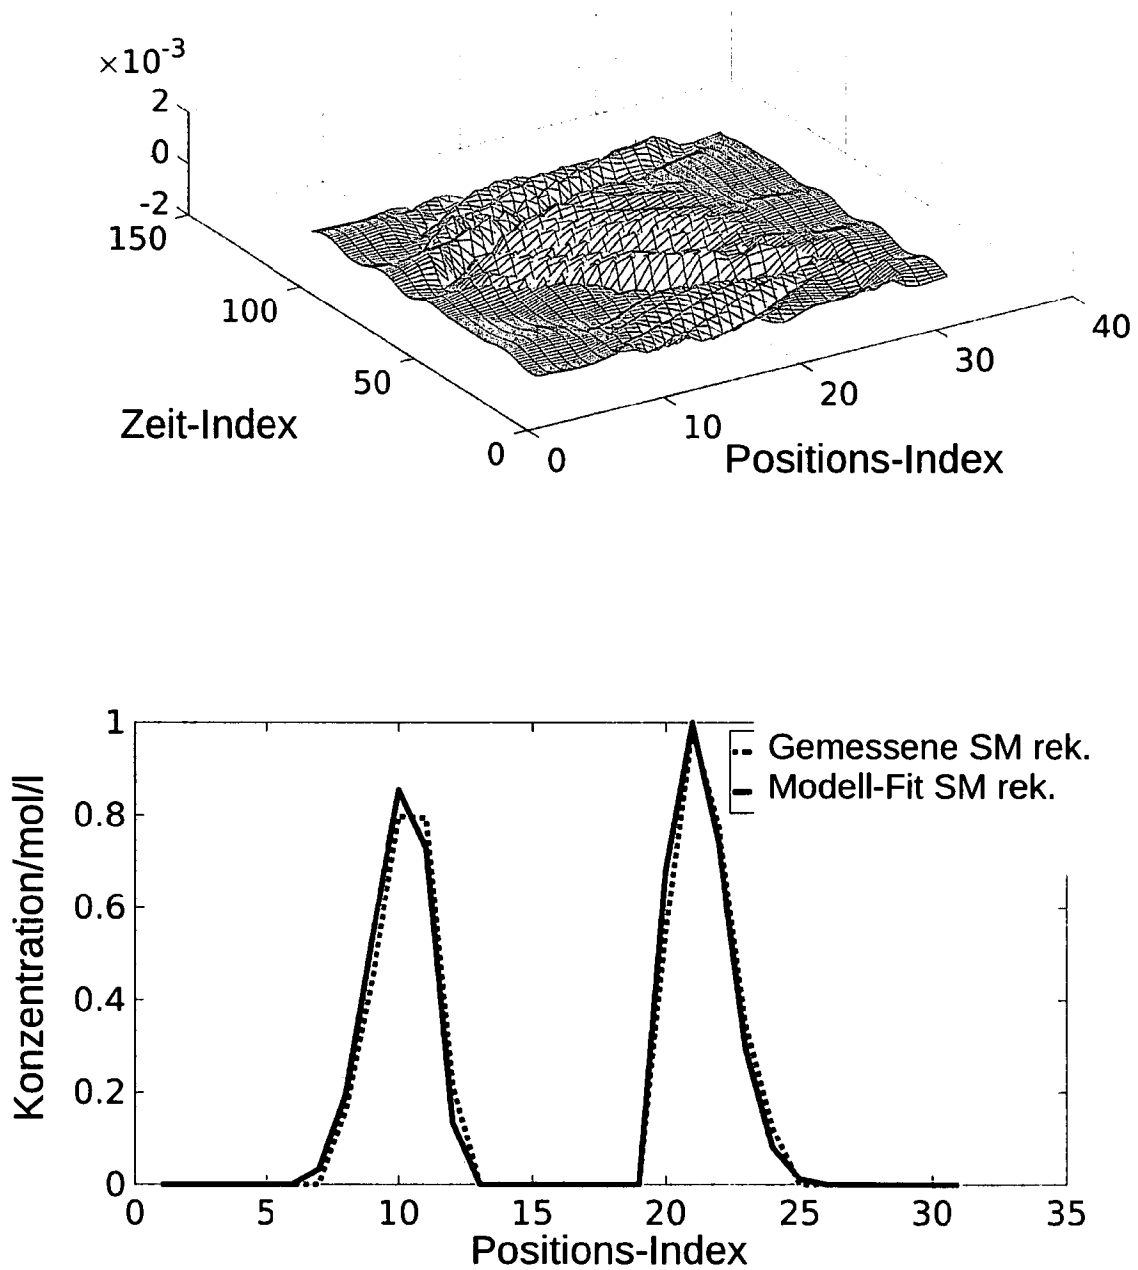 ×10-3
2
0
-2
150
100
50
0
Zeit-Index
0
10
20
30
40
Positions-Index
1
0.8
0.6
0.4
0.2
0
Konzentration/mol/l
Gemessene SM rek.
Modell-Fit SM rek.
0 5 10 15 20 25 30 35
Positions-Index